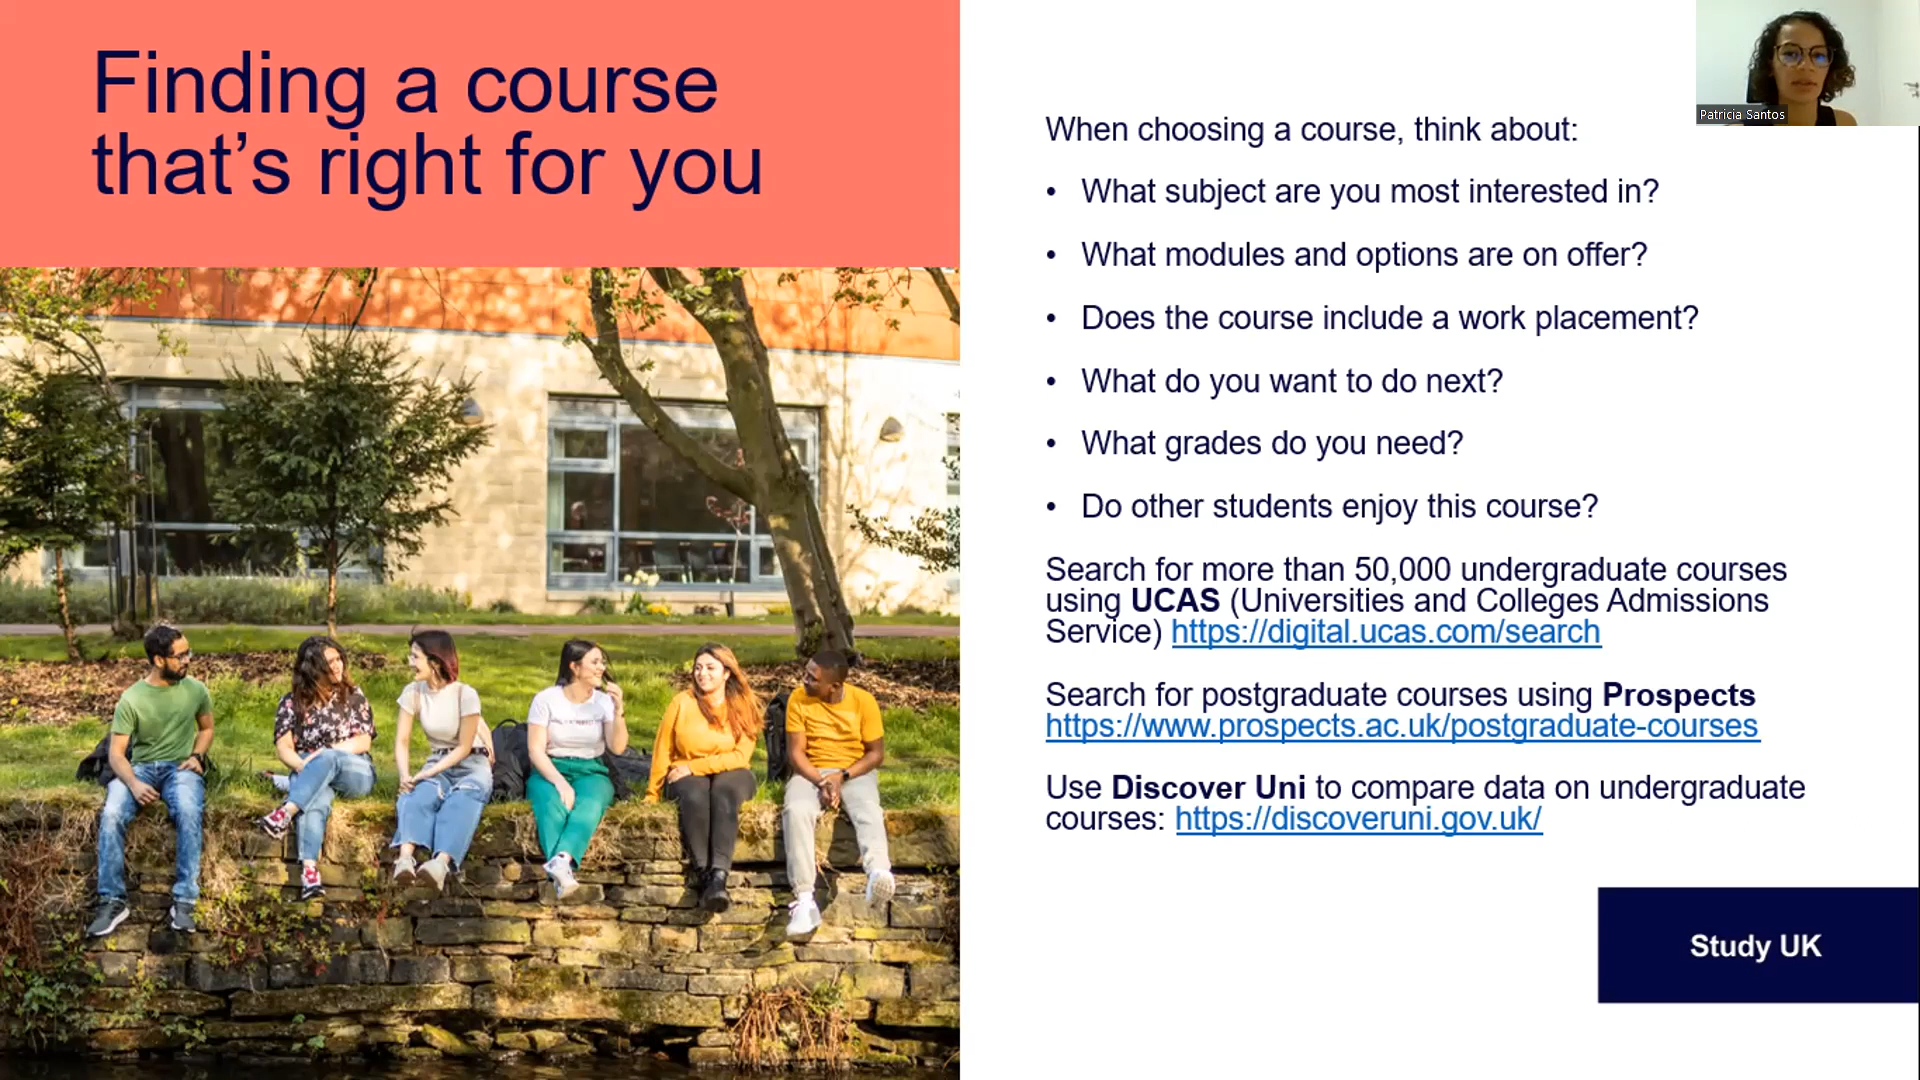 Finding a course
that’s right for you
Patricia Santos
When choosing a course, think about:
• What subject are you most interested in?
• What modules and options are on offer?
• Does the course include a work placement?
• What do you want to do next?
• What grades do you need?
• Do other students enjoy this course?
Search for more than 50,000 undergraduate courses
using UCAS (Universities and Colleges Admissions
Service) https://digital.ucas.com/search
Search for postgraduate courses using Prospects
https://www.prospects.ac.uk/postgraduate-courses
Use Discover Uni to compare data on undergraduate
courses: https://discoveruni.gov.uk/
Study UK